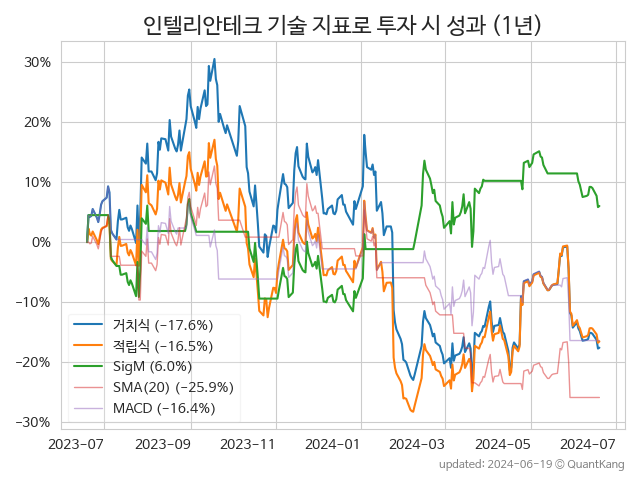 인텔리안테크 기술 지표로 투자 시 성과 (1년)
30%
20%
10%
0%
−10%
−20%
−30%
거치식 (−17.6%)
적립식 (−16.5%)
SigM (6.0%)
SMA(20) (−25.9%)
MACD (−16.4%)
2023-07 2023-09 2023-11 2024-01 2024-03 2024-05 2024-07
updated: 2024-06-19 ⓒ QuantKang